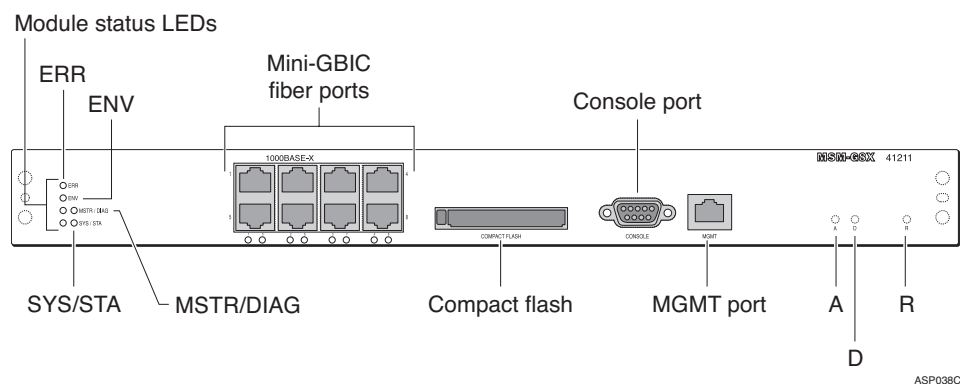 Module status LEDs
ERR
ENV
Mini-GBIC
fiber ports
Console port
1000BASE-X
MSM-G8X 41211
1
4
5
8
ERR
ENV
MSTR / DIAG
SYS / STA
COMPACT FLASH
CONSOLE
MGMT
A
D
R
SYS/STA
MSTR/DIAG
Compact flash
MGMT port
A
R
D
ASP038C